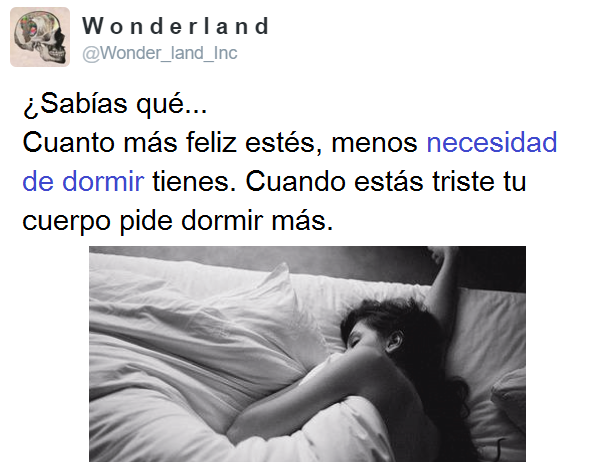 Wonderland
@Wonder_land_Inc
¿Sabías qué...
Cuanto más feliz estés, menos necesidad
de dormir tienes. Cuando estás triste tu
cuerpo pide dormir más.